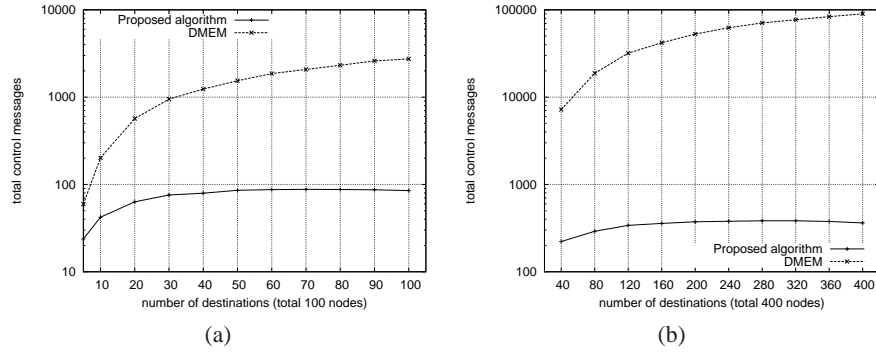 Proposed algorithm
DMEM
total control messages
10000
1000
100
10
10 20 30 40 50 60 70 80 90 100
number of destinations (total 100 nodes)
(a)
total control messages
100000
10000
1000
100
Proposed algorithm
DMEM
40 80 120 160 200 240 280 320 360 400
number of destinations (total 400 nodes)
(b)